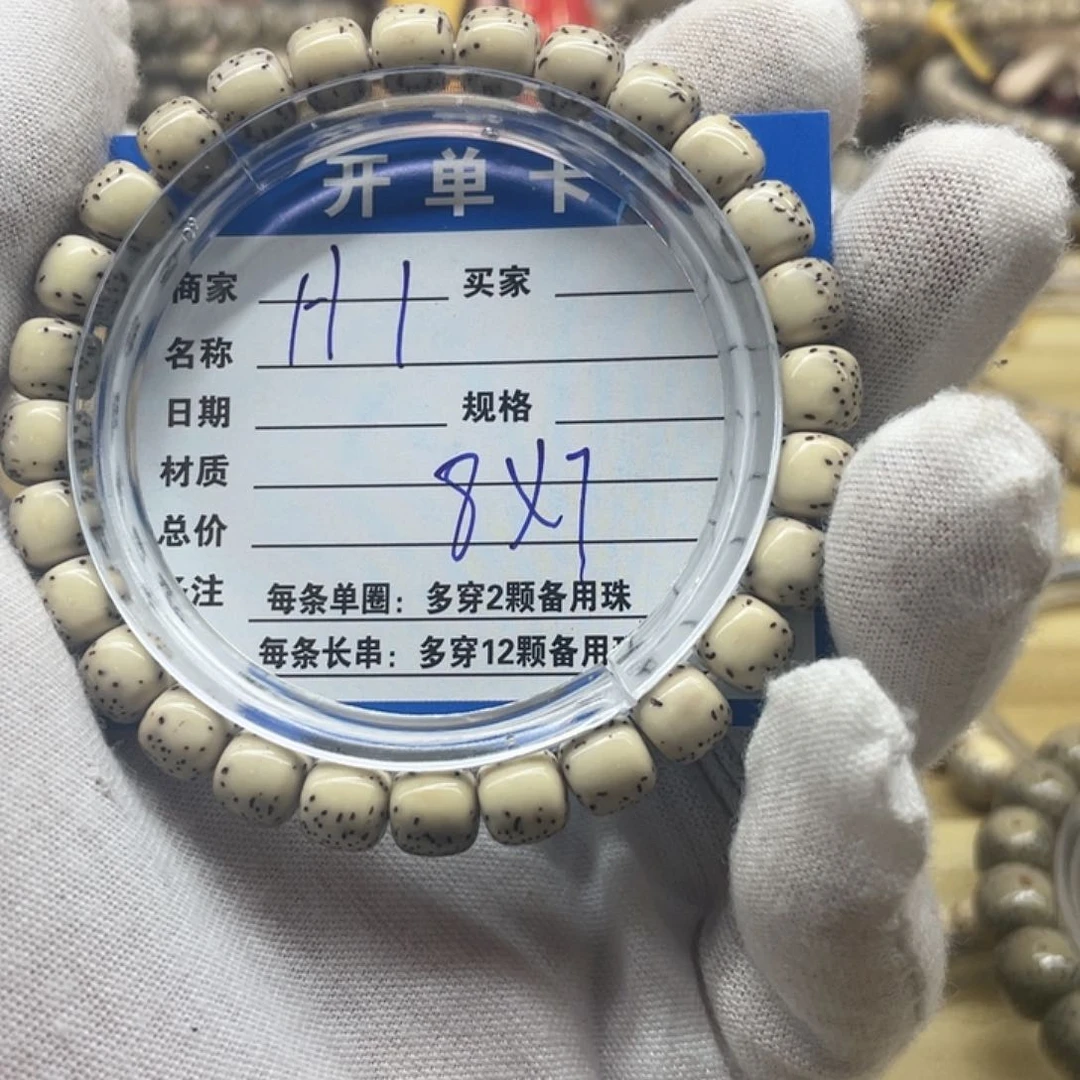 开单卡
商家 H1 买家
名称
日期 规格
材质
总价 8X7
注
每条单圈：多穿2颗备用珠
每条长串：多穿12颗备用